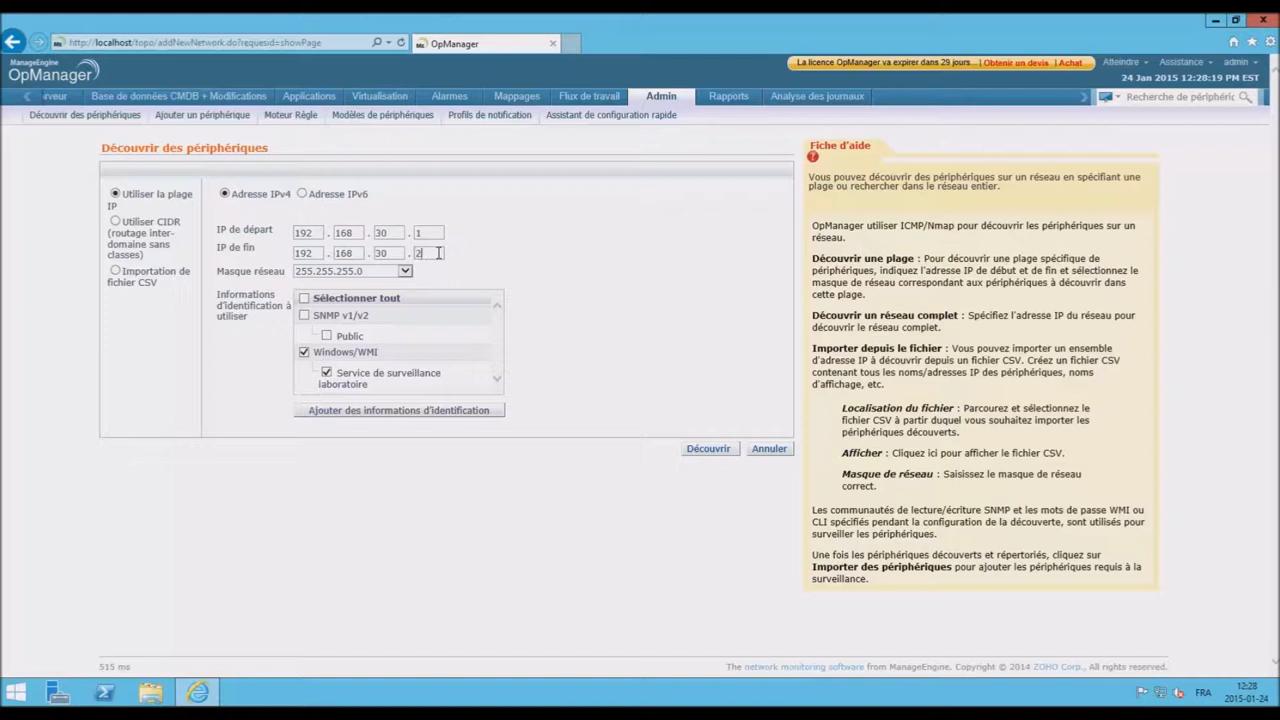 http://localhost/topo/addNewNetwork.do?requesid=showPage
OpManager
ManageEngine
OpManager
La licence OpManager va expirer dans 29 jours... | Obtenir un devis | Achat
Atteindre
Assistance
admin
24 Jan 2015 12:28:19 PM EST
rveur
Base de données CMDB + Modifications
Applications
Virtualisation
Alarmes
Mappages
Flux de travail
Admin
Rapports
Analyse des journaux
Recherche de périphéric
Découvrir des périphériques
Ajouter un périphérique
Moteur Règle
Modèles de périphériques
Profils de notification
Assistant de configuration rapide
Découvrir des périphériques
Utiliser la plage
IP
Utiliser CIDR
(routage inter-
domaine sans
classes)
Importation de
fichier CSV
Adresse IPv4
Adresse IPv6
IP de départ
192 . 168 . 30 . 1
IP de fin
192 . 168 . 30 . 2
Masque réseau
255.255.255.0
Informations
d'identification à
utiliser
Sélectionner tout
SNMP v1/v2
Public
Windows/WMI
Service de surveillance
laboratoire
Ajouter des informations d'identification
Découvrir
Annuler
Fiche d'aide
?
Vous pouvez découvrir des périphériques sur un réseau en spécifiant une
plage ou rechercher dans le réseau entier.
OpManager utiliser ICMP/Nmap pour découvrir les périphériques sur un
réseau.
Découvrir une plage : Pour découvrir une plage spécifique de
périphériques, indiquez l'adresse IP de début et de fin et sélectionnez le
masque de réseau correspondant aux périphériques à découvrir dans
cette plage.
Découvrir un réseau complet : Spécifiez l'adresse IP du réseau pour
découvrir le réseau complet.
Importer depuis le fichier : Vous pouvez importer un ensemble
d'adresse IP à découvrir depuis un fichier CSV. Créez un fichier CSV
contenant tous les noms/adresses IP des périphériques, noms
d'affichage, etc.
Localisation du fichier : Parcourez et sélectionnez le
fichier CSV à partir duquel vous souhaitez importer les
périphériques découverts.
Afficher : Cliquez ici pour afficher le fichier CSV.
Masque de réseau : Saisissez le masque de réseau
correct.
Les communautés de lecture/écriture SNMP et les mots de passe WMI ou
CLI spécifiés pendant la configuration de la découverte, sont utilisés pour
surveiller les périphériques.
Une fois les périphériques découverts et répertoriés, cliquez sur
Importer des périphériques pour ajouter les périphériques requis à la
surveillance.
515 ms
The network monitoring software from ManageEngine. Copyright © 2014 ZOHO Corp., All rights reserved.
FRA
12:28
2015-01-24